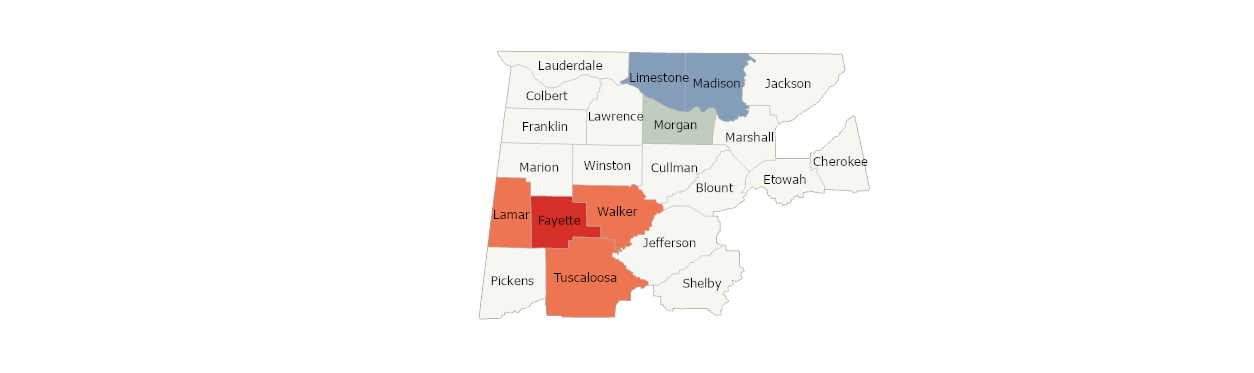 Lauderdale
Limestone
Madison
Jackson
Colbert
Lawrence
Franklin
Morgan
Marshall
Cherokee
Marion
Winston
Cullman
Etowah
Blount
Lamar
Fayette
Walker
Jefferson
Pickens
Tuscaloosa
Shelby